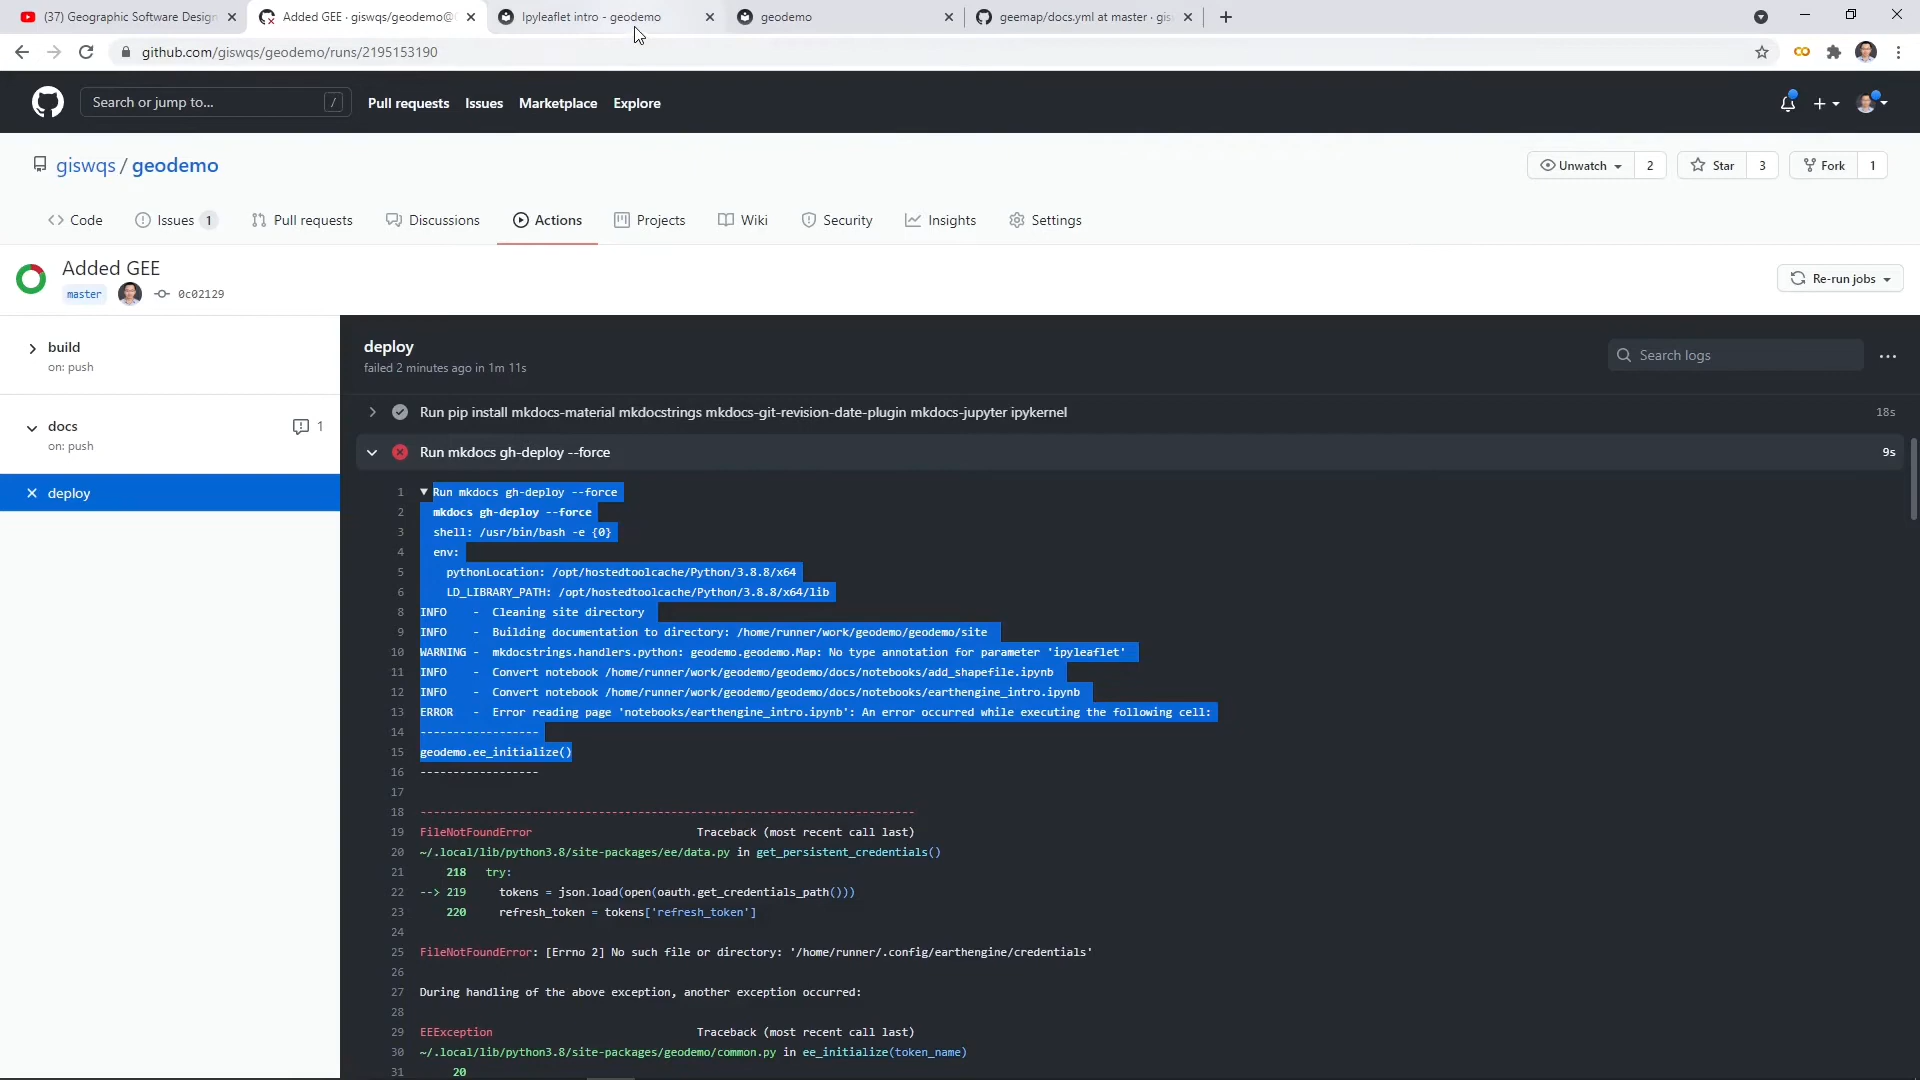 (37) Geographic Software Design
Added GEE · giswqs/geodemo@
Ipyleaflet intro - geodemo
geodemo
geemap/docs.yml at master · gis
github.com/giswqs/geodemo/runs/2195153190
Search or jump to... /
Pull requests Issues Marketplace Explore
giswqs / geodemo
Unwatch 2
Star 3
Fork 1
Code Issues 1 Pull requests Discussions Actions Projects Wiki Security Insights Settings
Added GEE
master 0c02129
Re-run jobs
build
on: push
docs 1
on: push
deploy
deploy
failed 2 minutes ago in 1m 11s
Search logs
Run pip install mkdocs-material mkdocstrings mkdocs-git-revision-date-plugin mkdocs-jupyter ipykernel 18s
Run mkdocs gh-deploy --force 9s
1 ▼ Run mkdocs gh-deploy --force
2 mkdocs gh-deploy --force
3 shell: /usr/bin/bash -e {0}
4 env:
5 pythonLocation: /opt/hostedtoolcache/Python/3.8.8/x64
6 LD_LIBRARY_PATH: /opt/hostedtoolcache/Python/3.8.8/x64/lib
8 INFO - Cleaning site directory
9 INFO - Building documentation to directory: /home/runner/work/geodemo/geodemo/site
10 WARNING - mkdocstrings.handlers.python: geodemo.geodemo.Map: No type annotation for parameter 'ipyleaflet'
11 INFO - Convert notebook /home/runner/work/geodemo/geodemo/docs/notebooks/add_shapefile.ipynb
12 INFO - Convert notebook /home/runner/work/geodemo/geodemo/docs/notebooks/earthengine_intro.ipynb
13 ERROR - Error reading page 'notebooks/earthengine_intro.ipynb': An error occurred while executing the following cell:
14 ------------------
15 geodemo.ee_initialize()
16 ------------------
17
18 ---------------------------------------------------------------------------
19 FileNotFoundError Traceback (most recent call last)
20 ~/.local/lib/python3.8/site-packages/ee/data.py in get_persistent_credentials()
21 218 try:
22 --> 219 tokens = json.load(open(oauth.get_credentials_path()))
23 220 refresh_token = tokens['refresh_token']
24
25 FileNotFoundError: [Errno 2] No such file or directory: '/home/runner/.config/earthengine/credentials'
26
27 During handling of the above exception, another exception occurred:
28
29 EEException Traceback (most recent call last)
30 ~/.local/lib/python3.8/site-packages/geodemo/common.py in ee_initialize(token_name)
31 20